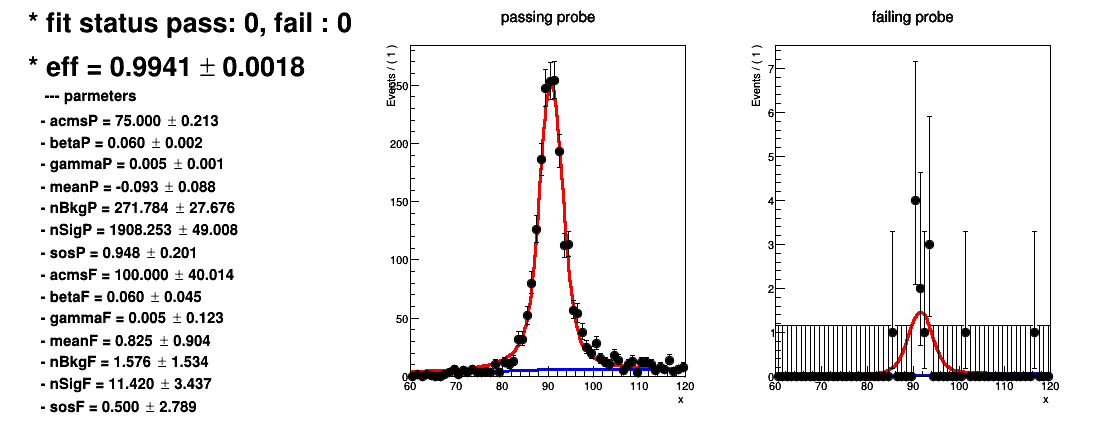 * fit status pass: 0, fail : 0
* eff = 0.9941 ± 0.0018
--- parmeters
- acmsP = 75.000 ± 0.213
- betaP = 0.060 ± 0.002
- gammaP = 0.005 ± 0.001
- meanP = -0.093 ± 0.088
- nBkgP = 271.784 ± 27.676
- nSigP = 1908.253 ± 49.008
- sosP = 0.948 ± 0.201
- acmsF = 100.000 ± 40.014
- betaF = 0.060 ± 0.045
- gammaF = 0.005 ± 0.123
- meanF = 0.825 ± 0.904
- nBkgF = 1.576 ± 1.534
- nSigF = 11.420 ± 3.437
- sosF = 0.500 ± 2.789
passing probe
Events / ( 1 )
250
200
150
100
50
0
60 70 80 90 100 110 120
x
failing probe
Events / ( 1 )
7
6
5
4
3
2
1
0
60 70 80 90 100 110 120
x